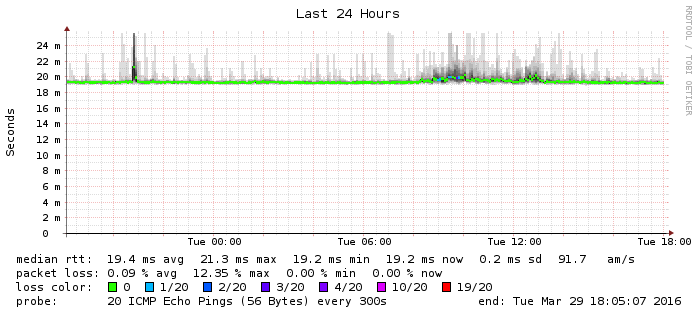 Last 24 Hours
RRDTOOL / TOBI OETIKER
Seconds
24 m
22 m
20 m
18 m
16 m
14 m
12 m
10 m
8 m
6 m
4 m
2 m
0
Tue 00:00 Tue 06:00 Tue 12:00 Tue 18:00
median rtt: 19.4 ms avg 21.3 ms max 19.2 ms min 19.2 ms now 0.2 ms sd 91.7 am/s
packet loss: 0.09 % avg 12.35 % max 0.00 % min 0.00 % now
loss color: 0 1/20 2/20 3/20 4/20 10/20 19/20
probe: 20 ICMP Echo Pings (56 Bytes) every 300s end: Tue Mar 29 18:05:07 2016